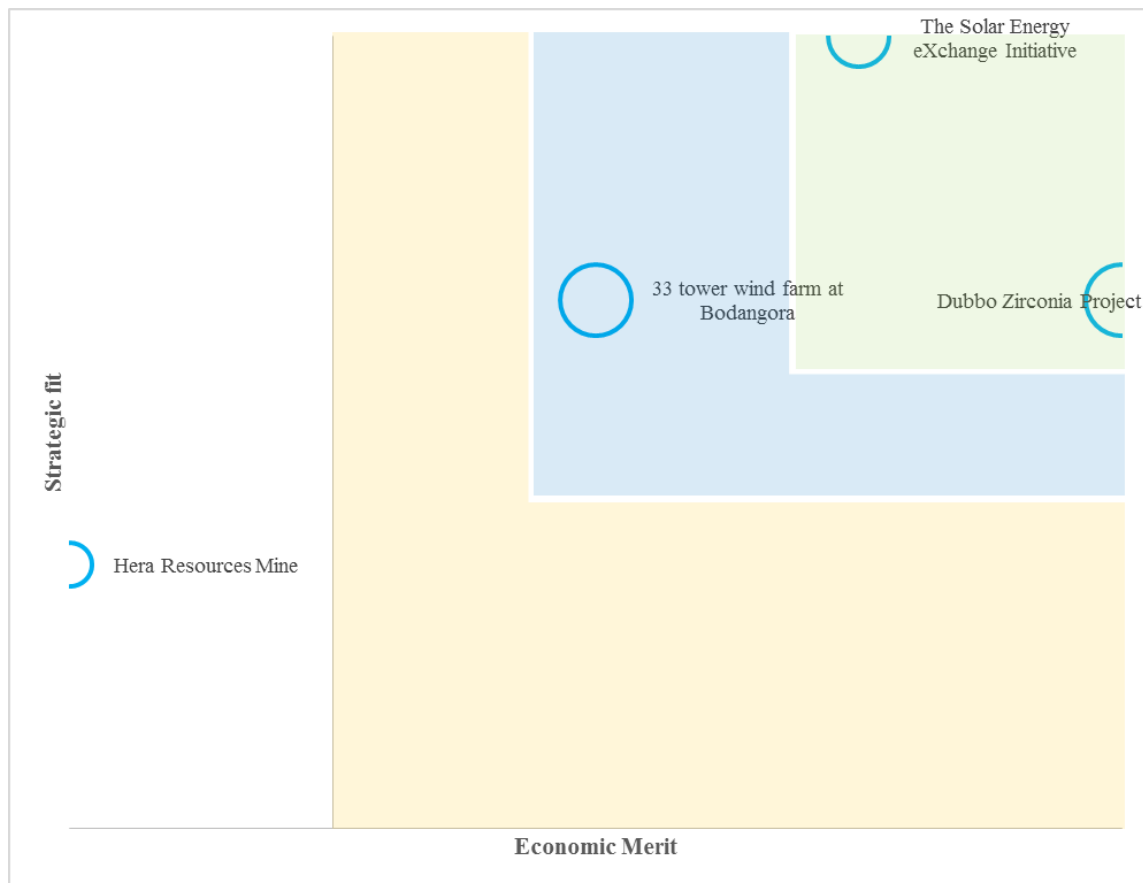 The Solar Energy
eXchange Initiative
33 tower wind farm at
Bodangora
Dubbo Zirconia Project
Strategic fit
Hera Resources Mine
Economic Merit